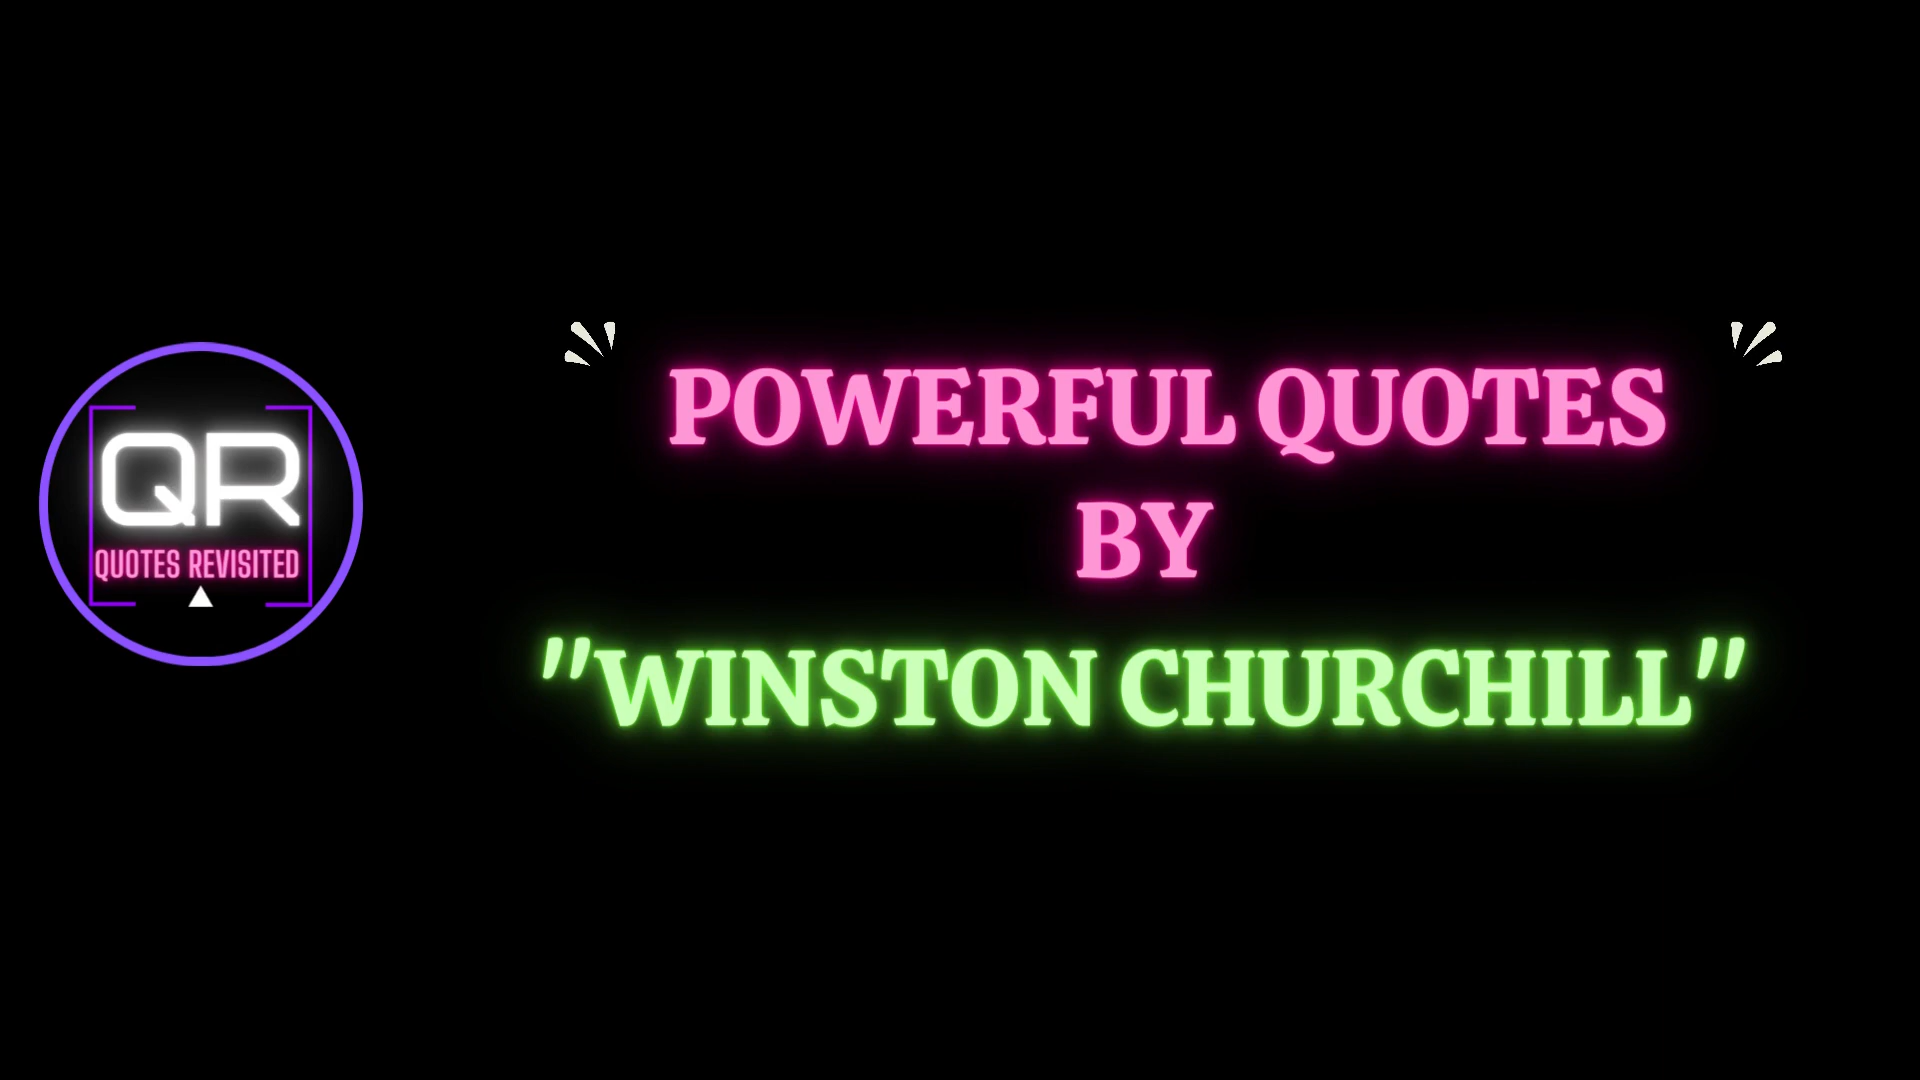 QR
QUOTES REVISITED
POWERFUL QUOTES
BY
"WINSTON CHURCHILL"